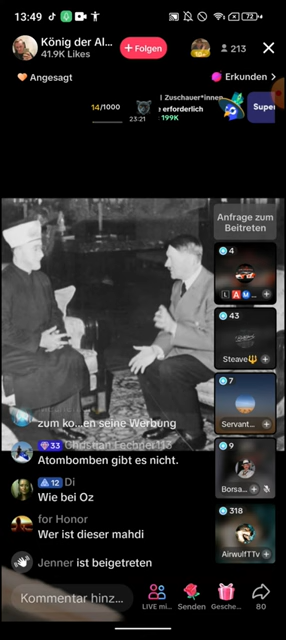 13:49
72
König der Al...
41.9K Likes
+ Folgen
213
Angesagt
Erkunden >
14/1000
23:21
Zuschauer*innen
e erforderlich
199K
Super
Anfrage zum
Beitreten
4
L A M...
43
Steave
7
Servant...
9
Borsa...
318
AirwulfTTv
zum ko...en seine Werbung
33 Christian Lechner113
Atombomben gibt es nicht.
12 Di
Wie bei Oz
for Honor
Wer ist dieser mahdi
Jenner ist beigetreten
Kommentar hinz...
LIVE mi...
Senden
Gesche...
80